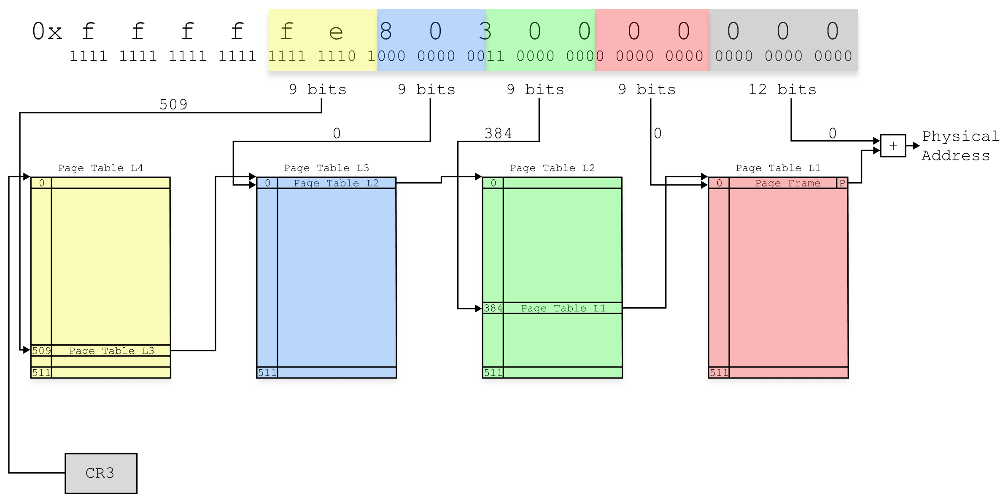 0x f f f f f e 8 0 3 0 0 0 0 0 0 0
1111 1111 1111 1111 1111 1110 1000 0000 0011 0000 0000 0000 0000 0000 0000 0000
9 bits 9 bits 9 bits 9 bits 12 bits
509
0 384 0 0
Physical
Address
+
Page Table L4 Page Table L3 Page Table L2 Page Table L1
0 0 Page Table L2 0 0 Page Frame P
384 Page Table L1
509 Page Table L3
511 511 511 511
CR3